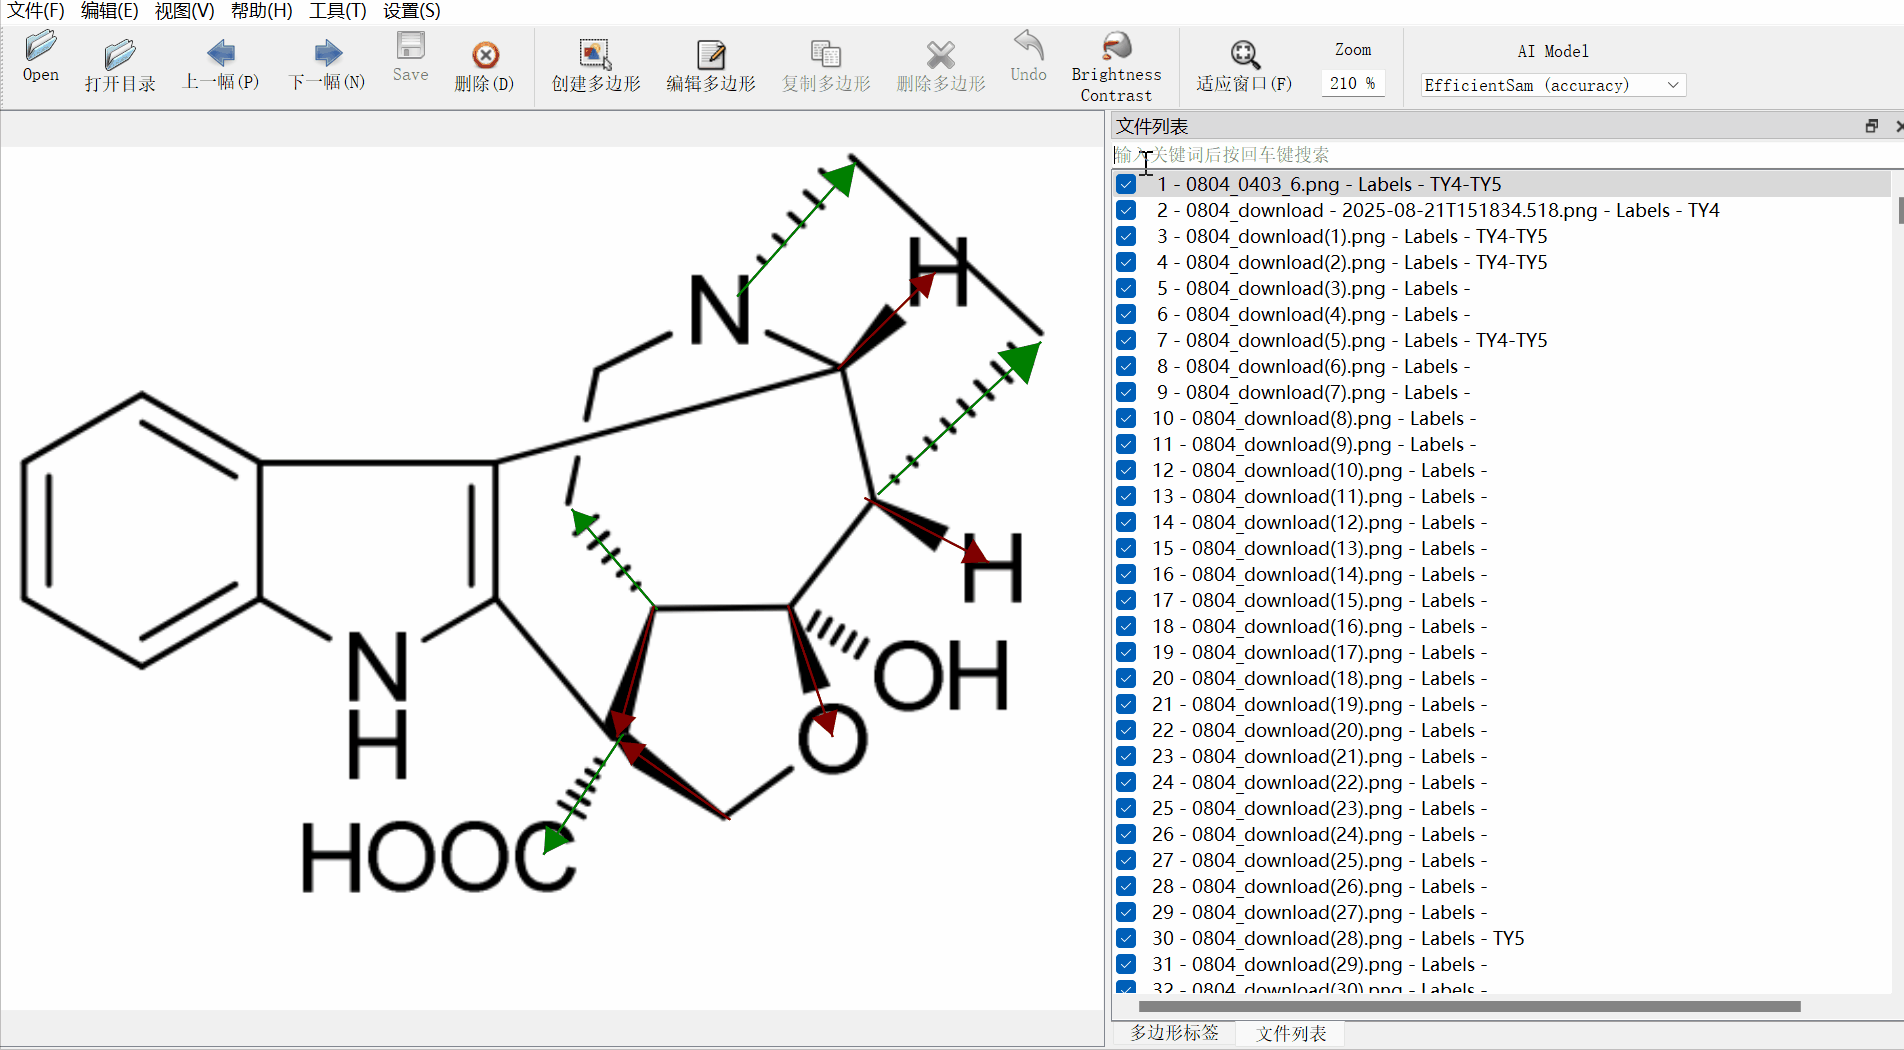 文件(F) 编辑(E) 视图(V) 帮助(H) 工具(T) 设置(S)
Open 打开目录 上一幅(P) 下一幅(N) Save 删除(D) 创建多边形 编辑多边形 复制多边形 删除多边形 Undo Brightness Contrast 适应窗口(F) Zoom 210 % AI Model EfficientSam (accuracy)
N
H
H
OH
N
H
O
HOOC
文件列表
输入关键词后按回车键搜索
1 - 0804_0403_6.png - Labels - TY4-TY5
2 - 0804_download - 2025-08-21T151834.518.png - Labels - TY4
3 - 0804_download(1).png - Labels - TY4-TY5
4 - 0804_download(2).png - Labels - TY4-TY5
5 - 0804_download(3).png - Labels -
6 - 0804_download(4).png - Labels -
7 - 0804_download(5).png - Labels - TY4-TY5
8 - 0804_download(6).png - Labels -
9 - 0804_download(7).png - Labels -
10 - 0804_download(8).png - Labels -
11 - 0804_download(9).png - Labels -
12 - 0804_download(10).png - Labels -
13 - 0804_download(11).png - Labels -
14 - 0804_download(12).png - Labels -
15 - 0804_download(13).png - Labels -
16 - 0804_download(14).png - Labels -
17 - 0804_download(15).png - Labels -
18 - 0804_download(16).png - Labels -
19 - 0804_download(17).png - Labels -
20 - 0804_download(18).png - Labels -
21 - 0804_download(19).png - Labels -
22 - 0804_download(20).png - Labels -
23 - 0804_download(21).png - Labels -
24 - 0804_download(22).png - Labels -
25 - 0804_download(23).png - Labels -
26 - 0804_download(24).png - Labels -
27 - 0804_download(25).png - Labels -
28 - 0804_download(26).png - Labels -
29 - 0804_download(27).png - Labels -
30 - 0804_download(28).png - Labels - TY5
31 - 0804_download(29).png - Labels -
32 - 0804_download(30).png - Labels -
多边形标签 文件列表